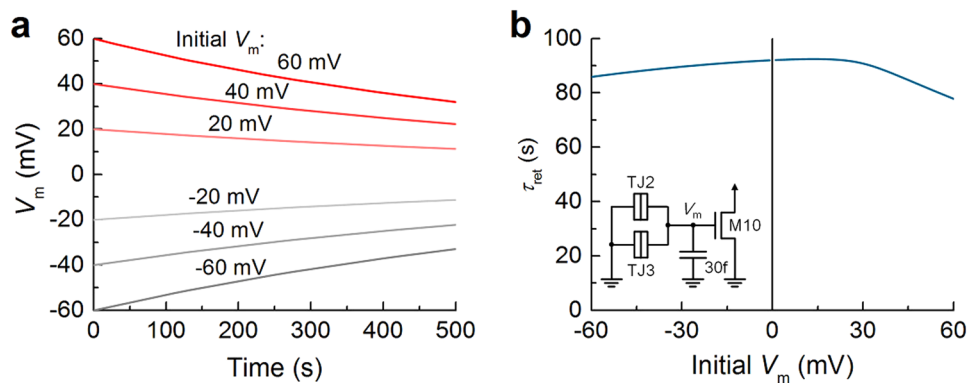 a
60
40
20
0
-20
-40
-60
Vm (mV)
Initial Vm:
60 mV
40 mV
20 mV
-20 mV
-40 mV
-60 mV
0 100 200 300 400 500
Time (s)
b
100
80
60
40
20
0
τret (s)
TJ2
Vm
M10
TJ3
30f
-60 -30 0 30 60
Initial Vm (mV)